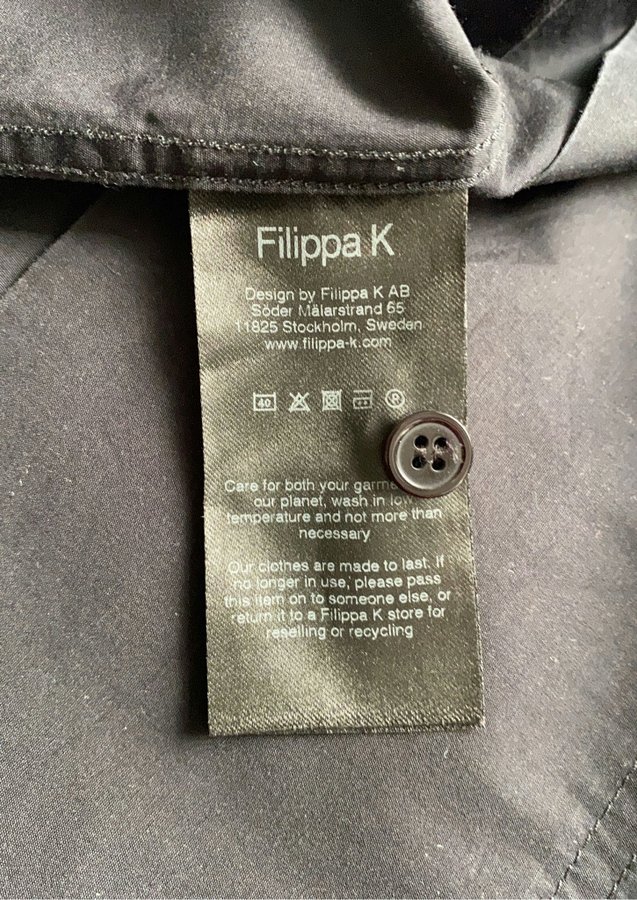 Filippa K
Design by Filippa K AB
Söder Mälarstrand 65
11825 Stockholm, Sweden
www.filippa-k.com
40
Care for both your
our planet, wash in low
temperature and not more than
necessary
Our clothes are made to last. If
no longer in use, please pass
this item on to someone else, or
return it to a Filippa K store for
reselling or recycling